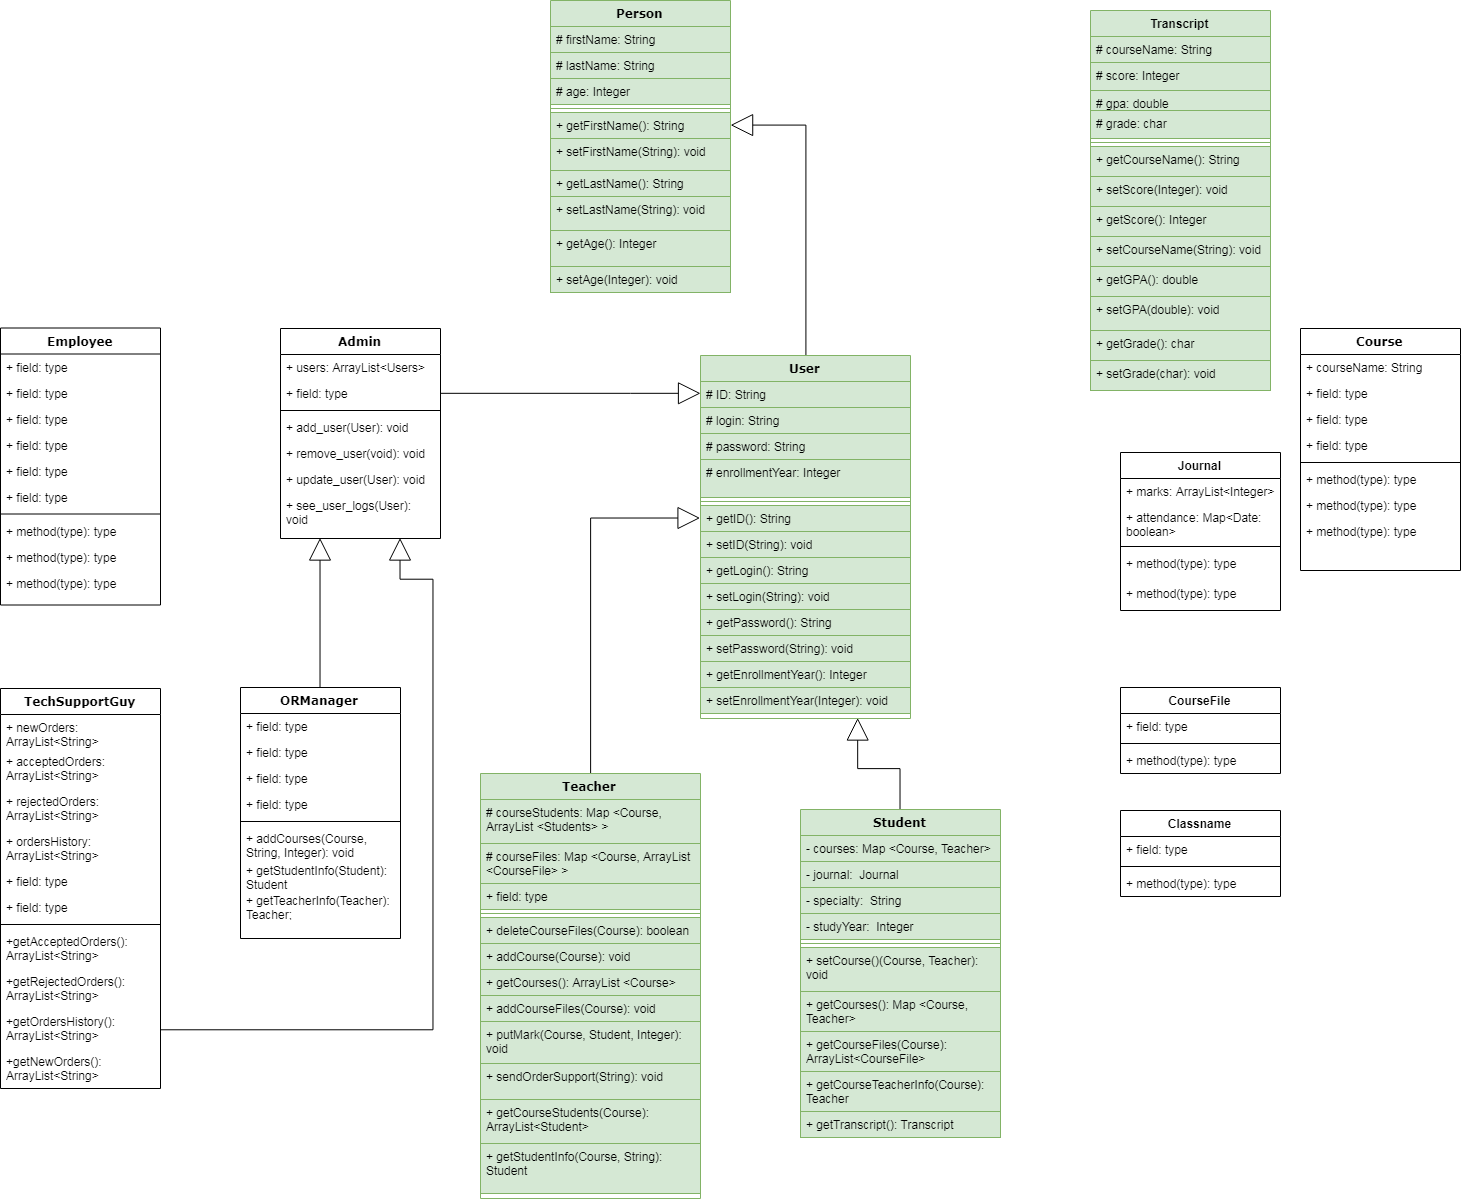 Person
# firstName: String
# lastName: String
# age: Integer
+ getFirstName(): String
+ setFirstName(String): void
+ getLastName(): String
+ setLastName(String): void
+ getAge(): Integer
+ setAge(Integer): void
Transcript
# courseName: String
# score: Integer
# gpa: double
# grade: char
+ getCourseName(): String
+ setScore(Integer): void
+ getScore(): Integer
+ setCourseName(String): void
+ getGPA(): double
+ setGPA(double): void
+ getGrade(): char
+ setGrade(char): void
Employee
+ field: type
+ field: type
+ field: type
+ field: type
+ field: type
+ field: type
+ method(type): type
+ method(type): type
+ method(type): type
Admin
+ users: ArrayList<Users>
+ field: type
+ add_user(User): void
+ remove_user(void): void
+ update_user(User): void
+ see_user_logs(User):
void
User
# ID: String
# login: String
# password: String
# enrollmentYear: Integer
+ getID(): String
+ setID(String): void
+ getLogin(): String
+ setLogin(String): void
+ getPassword(): String
+ setPassword(String): void
+ getEnrollmentYear(): Integer
+ setEnrollmentYear(Integer): void
Course
+ courseName: String
+ field: type
+ field: type
+ field: type
+ method(type): type
+ method(type): type
+ method(type): type
Journal
+ marks: ArrayList<Integer>
+ attendance: Map<Date:
boolean>
+ method(type): type
+ method(type): type
TechSupportGuy
+ newOrders:
ArrayList<String>
+ acceptedOrders:
ArrayList<String>
+ rejectedOrders:
ArrayList<String>
+ ordersHistory:
ArrayList<String>
+ field: type
+ field: type
+getAcceptedOrders():
ArrayList<String>
+getRejectedOrders():
ArrayList<String>
+getOrdersHistory():
ArrayList<String>
+getNewOrders():
ArrayList<String>
ORManager
+ field: type
+ field: type
+ field: type
+ field: type
+ addCourses(Course,
String, Integer): void
+ getStudentInfo(Student):
Student
+ getTeacherInfo(Teacher):
Teacher;
Teacher
# courseStudents: Map <Course,
ArrayList <Students> >
# courseFiles: Map <Course, ArrayList
<CourseFile> >
+ field: type
+ deleteCourseFiles(Course): boolean
+ addCourse(Course): void
+ getCourses(): ArrayList <Course>
+ addCourseFiles(Course): void
+ putMark(Course, Student, Integer):
void
+ sendOrderSupport(String): void
+ getCourseStudents(Course):
ArrayList<Student>
+ getStudentInfo(Course, String):
Student
Student
- courses: Map <Course, Teacher>
- journal:  Journal
- specialty:  String
- studyYear:  Integer
+ setCourse()(Course, Teacher):
void
+ getCourses(): Map <Course,
Teacher>
+ getCourseFiles(Course):
ArrayList<CourseFile>
+ getCourseTeacherInfo(Course):
Teacher
+ getTranscript(): Transcript
CourseFile
+ field: type
+ method(type): type
Classname
+ field: type
+ method(type): type